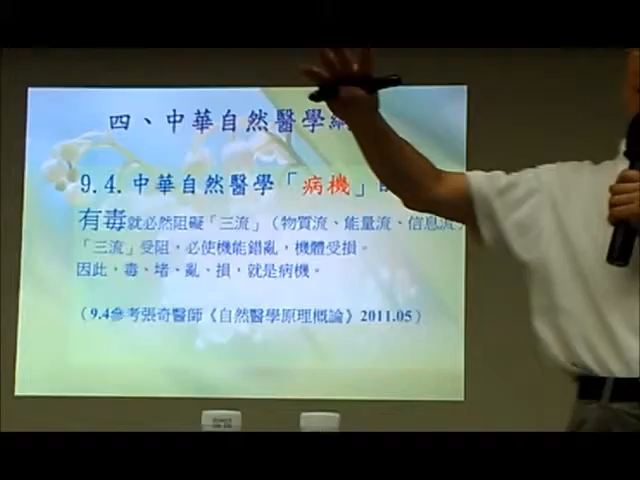 四、中華自然醫學
9.4.中華自然醫學「病機」
有毒就必然阻礙「三流」（物質流、能量流、信息流）
「三流」受阻，必使機能錯亂，機體受損。
因此，毒、堵、亂、損，就是病機。
（9.4參考張奇醫師《自然醫學原理概論》2011.05）